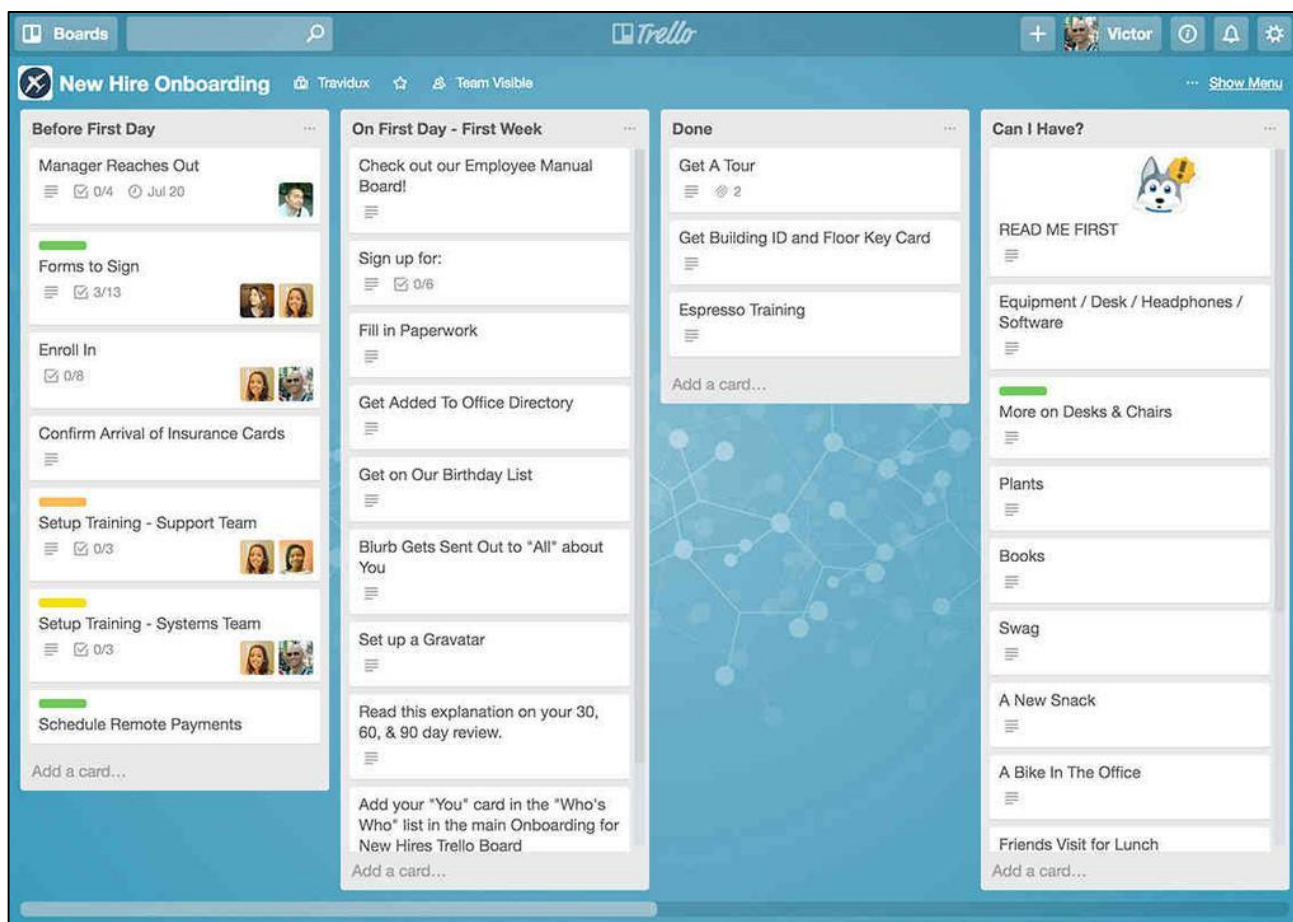 Boards
Trello
Victor
New Hire Onboarding
Travidux
Team Visible
... Show Menu
Before First Day
Manager Reaches Out
0/4
Jul 20
Forms to Sign
3/13
Enroll In
0/8
Confirm Arrival of Insurance Cards
Setup Training - Support Team
0/3
Setup Training - Systems Team
0/3
Schedule Remote Payments
Add a card...
On First Day - First Week
Check out our Employee Manual
Board!
Sign up for:
0/6
Fill in Paperwork
Get Added To Office Directory
Get on Our Birthday List
Blurb Gets Sent Out to "All" about
You
Set up a Gravatar
Read this explanation on your 30,
60, & 90 day review.
Add your "You" card in the "Who's
Who" list in the main Onboarding for
New Hires Trello Board
Add a card...
Done
Get A Tour
2
Get Building ID and Floor Key Card
Espresso Training
Add a card...
Can I Have?
READ ME FIRST
Equipment / Desk / Headphones /
Software
More on Desks & Chairs
Plants
Books
Swag
A New Snack
A Bike In The Office
Friends Visit for Lunch
Add a card...